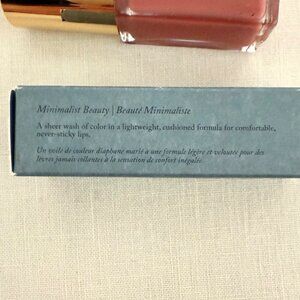 Minimalist Beauty | Beauté Minimaliste
A sheer wash of color in a lightweight, cushioned formula for comfortable,
never-sticky lips.
Un voile de couleur diaphane marié à une formule légère et veloutée pour des
lèvres jamais collantes à la sensation de confort inégalée.